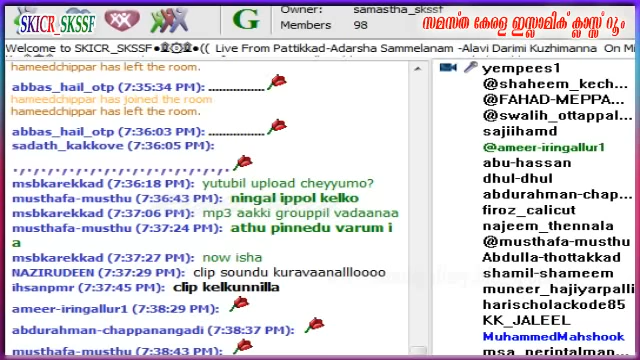 SKICR_SKSSF
G
Owner: samastha_skssf
Members 98
സമസ്ത കേരള ഇസ്ലാമിക് ക്ലാസ്സ് റൂം
Welcome to SKICR_SKSSF
Live From Pattikkad-Adarsha Sammelanam -Alavi Darimi Kuzhimanna On Mi
hameedchippar has left the room.
abbas_hail_otp (7:35:34 PM): ................
hameedchippar has joined the room
hameedchippar has left the room.
abbas_hail_otp (7:36:03 PM): ................
sadath_kakkove (7:36:05 PM):
msbkarekkad (7:36:18 PM): yutubil upload cheyyumo?
musthafa-musthu (7:36:43 PM): ningal ippol kelko
msbkarekkad (7:37:06 PM): mp3 aakki grouppil vadaanaa
musthafa-musthu (7:37:24 PM): athu pinnedu varum i
a
msbkarekkad (7:37:27 PM): now isha
NAZIRUDEEN (7:37:29 PM): clip soundu kuravaanallloooo
ihsanpmr (7:37:45 PM): clip kelkunnilla
ameer-iringallur1 (7:38:29 PM):
abdurahman-chappanangadi (7:38:37 PM):
musthafa-musthu (7:38:43 PM):
yempees1
@shaheem_kech...
@FAHAD-MEPPA...
@swalih_ottappal...
sajiihamd
@ameer-iringallur1
abu-hassan
dhul-dhul
abdurahman-chap...
firoz_calicut
najeem_thennala
@musthafa-musthu
Abdulla-thottakkad
shamil-shameem
muneer_hajiyarpalli
harischolackode85
KK_JALEEL
MuhammedMahshook
msa_perintalman...